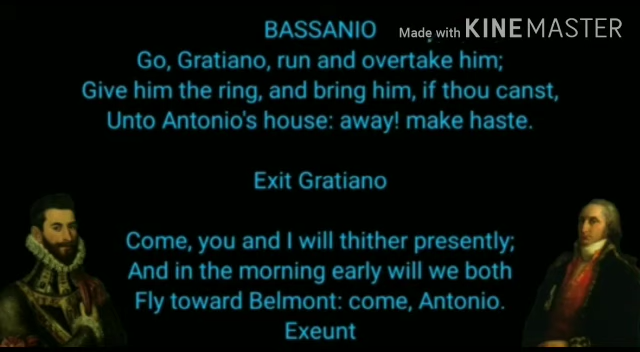 BASSANIO
Made with KINEMASTER
Go, Gratiano, run and overtake him;
Give him the ring, and bring him, if thou canst,
Unto Antonio's house: away! make haste.
Exit Gratiano
Come, you and I will thither presently;
And in the morning early will we both
Fly toward Belmont: come, Antonio.
Exeunt